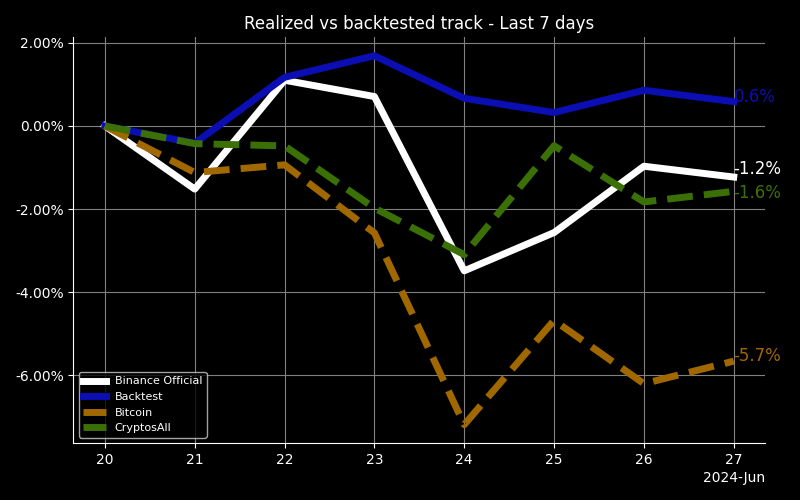 Realized vs backtested track - Last 7 days
2.00%
0.00%
-2.00%
-4.00%
-6.00%
0.6%
-1.2%
-1.6%
-5.7%
Binance Official
Backtest
Bitcoin
CryptosAll
20 21 22 23 24 25 26 27
2024-Jun